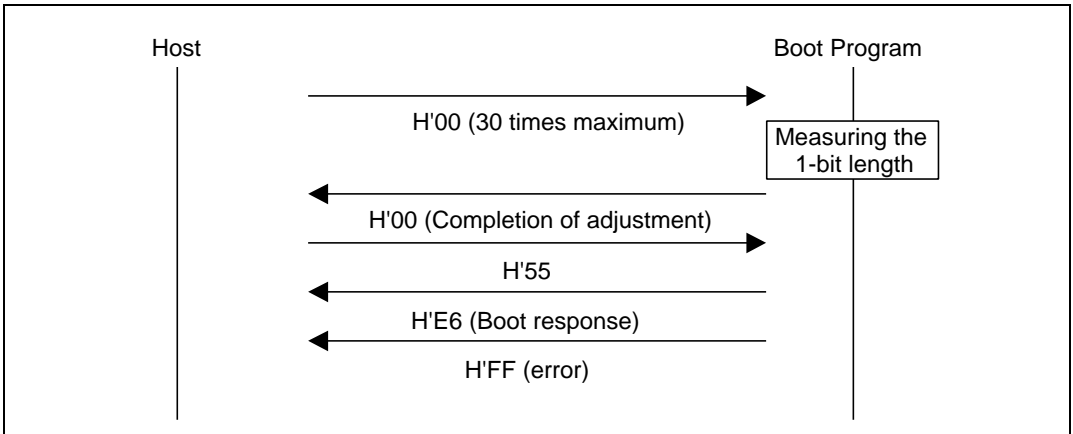 Host
Boot Program
H'00 (30 times maximum)
Measuring the
1-bit length
H'00 (Completion of adjustment)
H'55
H'E6 (Boot response)
H'FF (error)